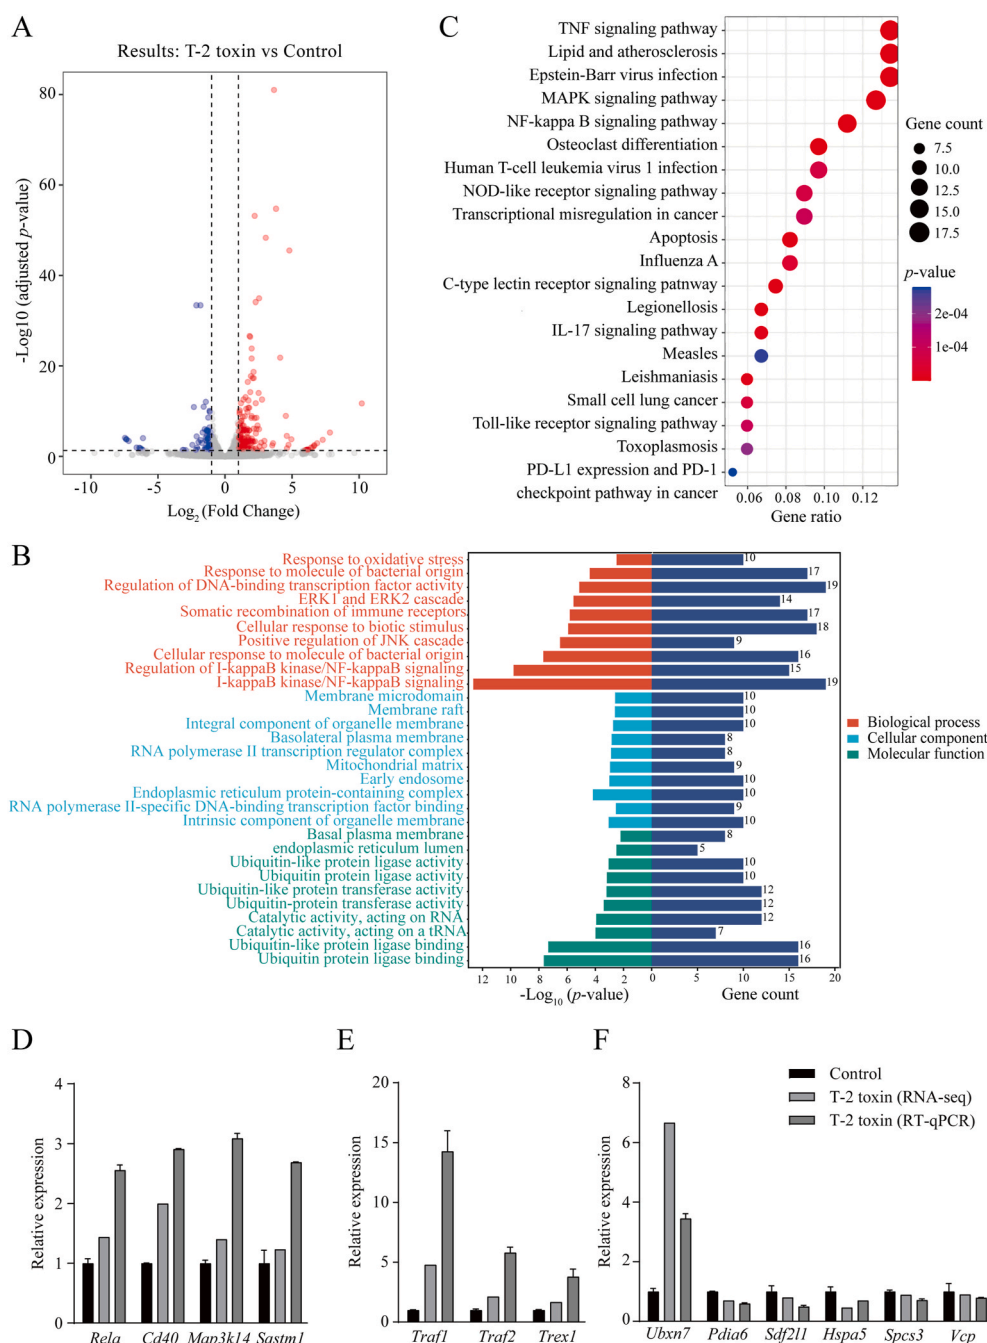 A
Results: T-2 toxin vs Control
80
60
40
20
0
-Log10 (adjusted p-value)
-10
-5
0
5
10
Log2 (Fold Change)
C
TNF signaling pathway
Lipid and atherosclerosis
Epstein-Barr virus infection
MAPK signaling pathway
NF-kappa B signaling pathway
Osteoclast differentiation
Human T-cell leukemia virus 1 infection
NOD-like receptor signaling pathway
Transcriptional misregulation in cancer
Apoptosis
Influenza A
C-type lectin receptor signaling patnway
Legionellosis
IL-17 signaling pathway
Measles
Leishmaniasis
Small cell lung cancer
Toll-like receptor signaling pathway
Toxoplasmosis
PD-L1 expression and PD-1
checkpoint pathway in cancer
0.06
0.08
0.10
0.12
Gene ratio
Gene count
7.5
10.0
12.5
15.0
17.5
p-value
2e-04
1e-04
B
Response to oxidative stress 10
Response to molecule of bacterial origin 17
Regulation of DNA-binding transcription factor activity 19
ERK1 and ERK2 cascade 14
Somatic recombination of immune receptors 17
Cellular response to biotic stimulus 18
Positive regulation of JNK cascade 9
Cellular response to molecule of bacterial origin 16
Regulation of I-kappaB kinase/NF-kappaB signaling 15
I-kappaB kinase/NF-kappaB signaling 19
Membrane microdomain 10
Membrane raft 10
Integral component of organelle membrane 10
Basolateral plasma membrane 8
RNA polymerase II transcription regulator complex 8
Mitochondrial matrix 9
Early endosome 10
Endoplasmic reticulum protein-containing complex 10
RNA polymerase II-specific DNA-binding transcription factor binding 9
Intrinsic component of organelle membrane 10
Basal plasma membrane 8
endoplasmic reticulum lumen 5
Ubiquitin-like protein ligase activity 10
Ubiquitin protein ligase activity 10
Ubiquitin-like protein transferase activity 12
Ubiquitin-protein transferase activity 12
Catalytic activity, acting on RNA 12
Catalytic activity, acting on a tRNA 7
Ubiquitin-like protein ligase binding 16
Ubiquitin protein ligase binding 16
12 10 8 6 4 2 0 5 10 15 20
-Log10 (p-value)
Gene count
Biological process
Cellular component
Molecular function
D
4
3
2
1
0
Relative expression
Rela Cd40 Map3k14 Sqstm1
E
20
15
10
5
0
Relative expression
Traf1 Traf2 Trex1
F
8
6
4
2
0
Relative expression
Ubxn7 Pdia6 Sdf2l1 Hspa5 Spcs3 Vcp
Control
T-2 toxin (RNA-seq)
T-2 toxin (RT-qPCR)